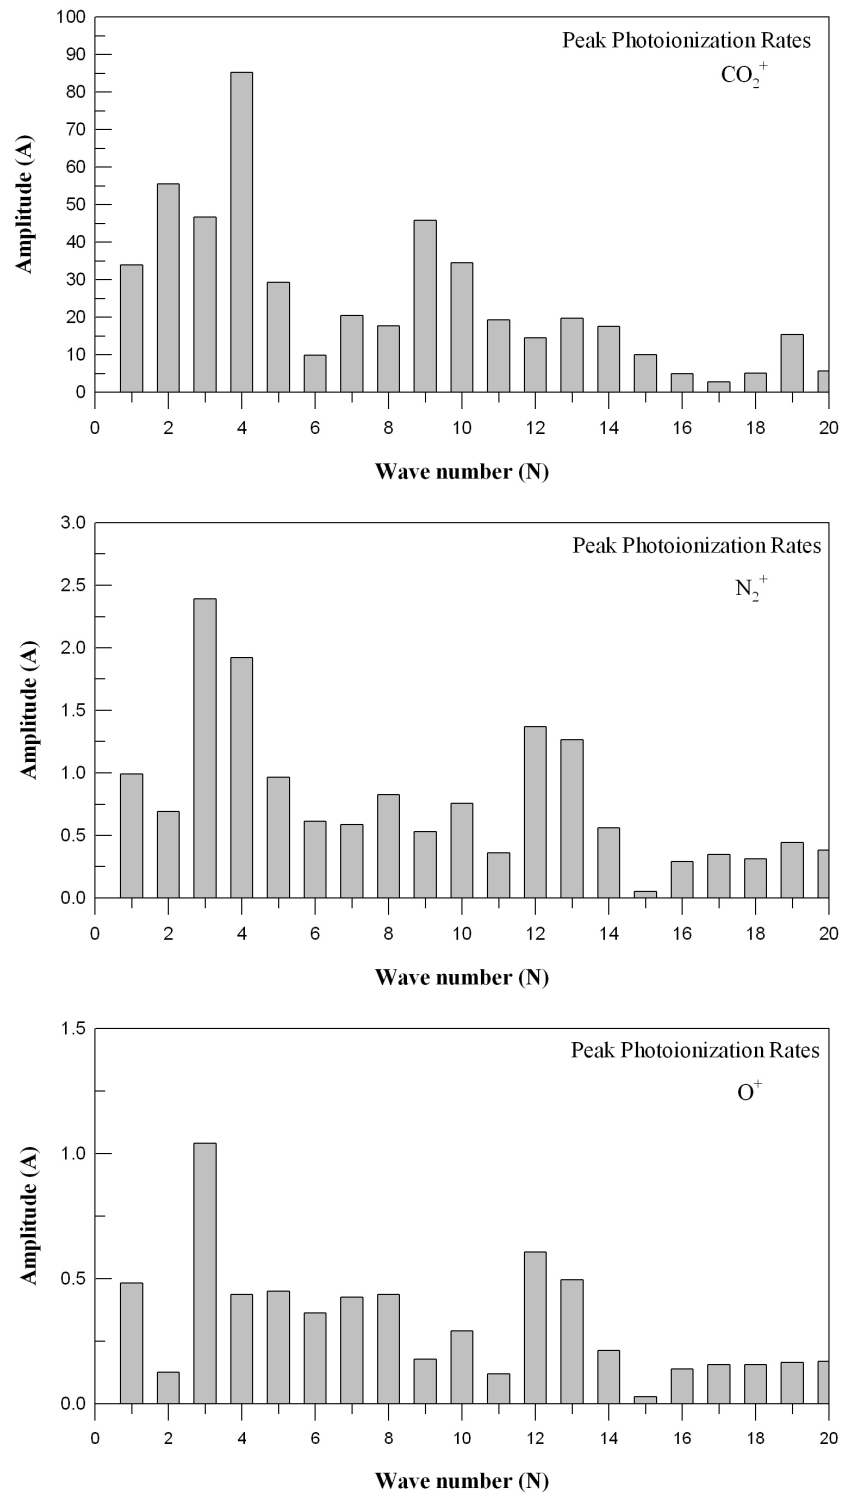 Peak Photoionization Rates
CO₂⁺
100
90
80
70
60
50
40
30
20
10
0
Amplitude (A)
0 2 4 6 8 10 12 14 16 18 20
Wave number (N)
Peak Photoionization Rates
N₂⁺
3.0
2.5
2.0
1.5
1.0
0.5
0.0
Amplitude (A)
0 2 4 6 8 10 12 14 16 18 20
Wave number (N)
Peak Photoionization Rates
O⁺
1.5
1.0
0.5
0.0
Amplitude (A)
0 2 4 6 8 10 12 14 16 18 20
Wave number (N)